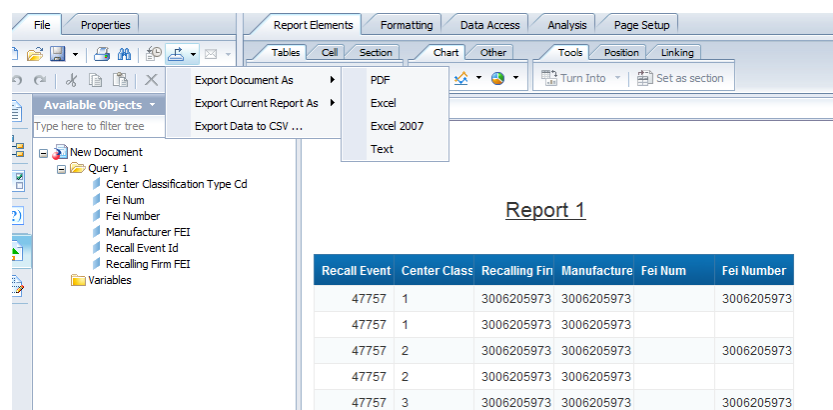 File Properties Report Elements Formatting Data Access Analysis Page Setup
Tables Cell Section Chart Other Tools Position Linking
Export Document As PDF Turn Into Set as section
Export Current Report As Excel
Export Data to CSV ... Excel 2007
Text
Available Objects
Type here to filter tree
New Document
Query 1
Center Classification Type Cd
Fei Num
Fei Number
Manufacturer FEI
Recall Event Id
Recalling Firm FEI
Variables
Report 1
Recall Event Center Class Recalling Fir Manufacture Fei Num Fei Number
47757 1 3006205973 3006205973 3006205973
47757 1 3006205973 3006205973
47757 2 3006205973 3006205973 3006205973
47757 2 3006205973 3006205973
47757 3 3006205973 3006205973 3006205973